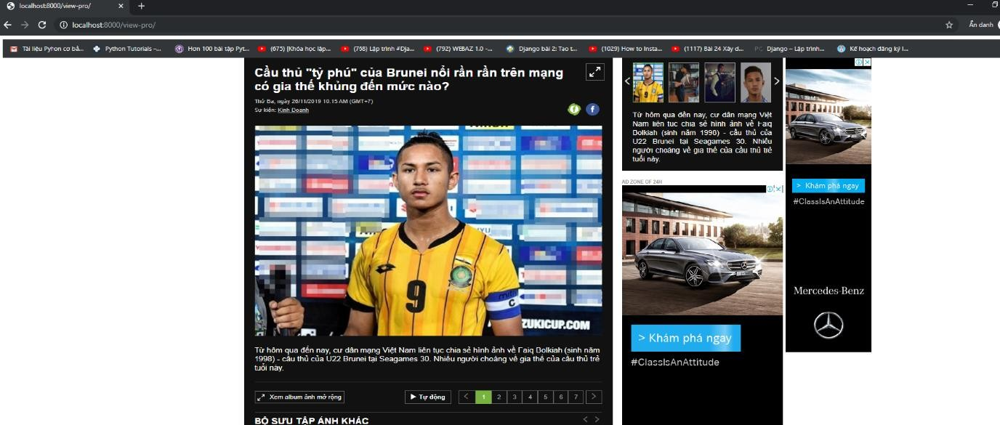 localhost:8000/view-pro/
localhost:8000/view-pro/
Ẩn danh
Tài liệu Pyhon cơ bả...
Python Tutorials –...
Hơn 100 bài tập Pyt...
(675) [Khóa học lập...
(768) Lập trình #Dja...
(792) WEBAZ 1.0 -...
Django bài 2: Tạo t...
(1029) How to Insta...
(1117) Bài 24 Xây d...
PC Django – Lập trình...
Kế hoạch đăng ký l...
Cầu thủ "tỷ phú" của Brunei nổi rần rần trên mạng
có gia thế khủng đến mức nào?
Thứ Ba, ngày 26/11/2019 10:15 AM (GMT+7)
Sự kiện: Kinh Doanh
9
mitre
C
ZUKICUP.COM
Từ hôm qua đến nay, cư dân mạng Việt Nam liên tục chia sẻ hình ảnh về Faiq Bolkiah (sinh năm
1998) - cầu thủ của U22 Brunei tại Seagames 30. Nhiều người choáng về gia thế của cầu thủ trẻ
tuổi này.
Xem album ảnh mở rộng
Tự động
< 1 2 3 4 5 6 7 >
BỘ SƯU TẬP ẢNH KHÁC
Từ hôm qua đến nay, cư dân mạng Việt
Nam liên tục chia sẻ hình ảnh về Faiq
Bolkiah (sinh năm 1998) - cầu thủ của
U22 Brunei tại Seagames 30. Nhiều
người choáng về gia thế của cầu thủ trẻ
tuổi này.
AD ZONE OF 24H
> Khám phá ngay
#ClassIsAnAttitude
> Khám phá ngay
#ClassIsAnAttitude
Mercedes-Benz